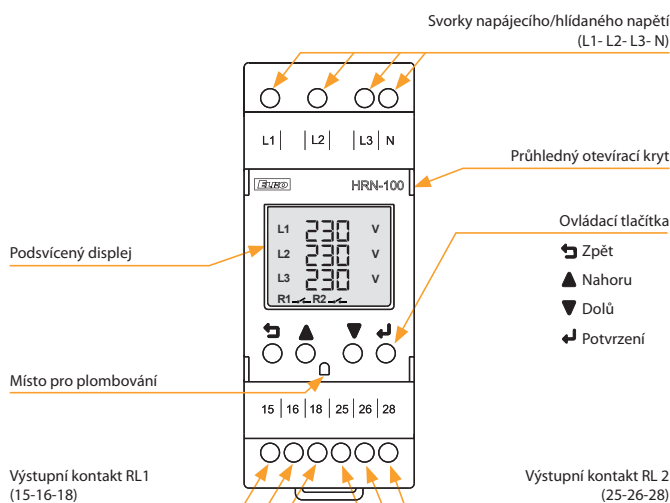 Svorky napájecího/hlídaného napětí
(L1- L2- L3- N)
L1 L2 L3 N
Průhledný otevírací kryt
ELKO HRN-100
Ovládací tlačítka
L1 230 V
Zpět
Podsvícený displej
L2 230 V
Nahoru
L3 230 V
R1 R2
Dolů
Potvrzení
Místo pro plombování
15 16 18 25 26 28
Výstupní kontakt RL1
(15-16-18)
Výstupní kontakt RL 2
(25-26-28)